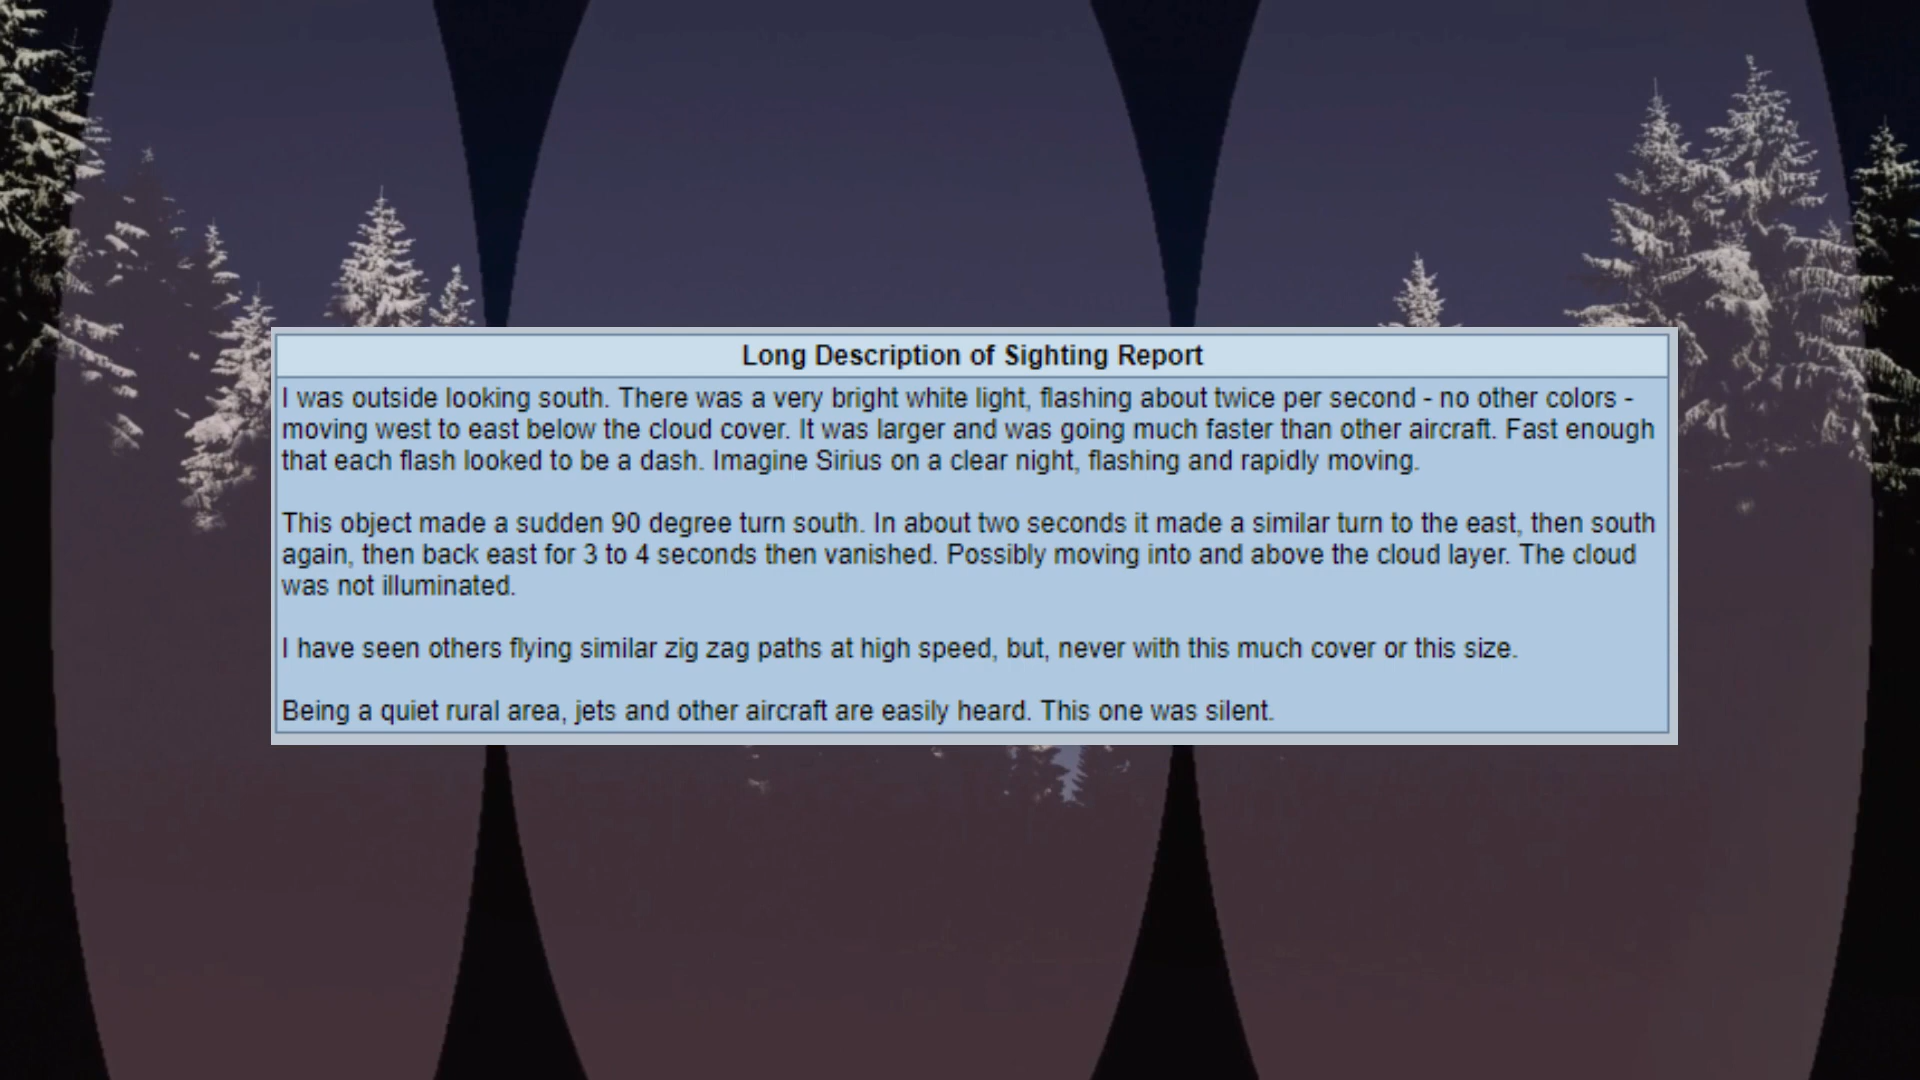 Long Description of Sighting Report
I was outside looking south. There was a very bright white light, flashing about twice per second - no other colors -
moving west to east below the cloud cover. It was larger and was going much faster than other aircraft. Fast enough
that each flash looked to be a dash. Imagine Sirius on a clear night, flashing and rapidly moving.
This object made a sudden 90 degree turn south. In about two seconds it made a similar turn to the east, then south
again, then back east for 3 to 4 seconds then vanished. Possibly moving into and above the cloud layer. The cloud
was not illuminated.
I have seen others flying similar zig zag paths at high speed, but, never with this much cover or this size.
Being a quiet rural area, jets and other aircraft are easily heard. This one was silent.